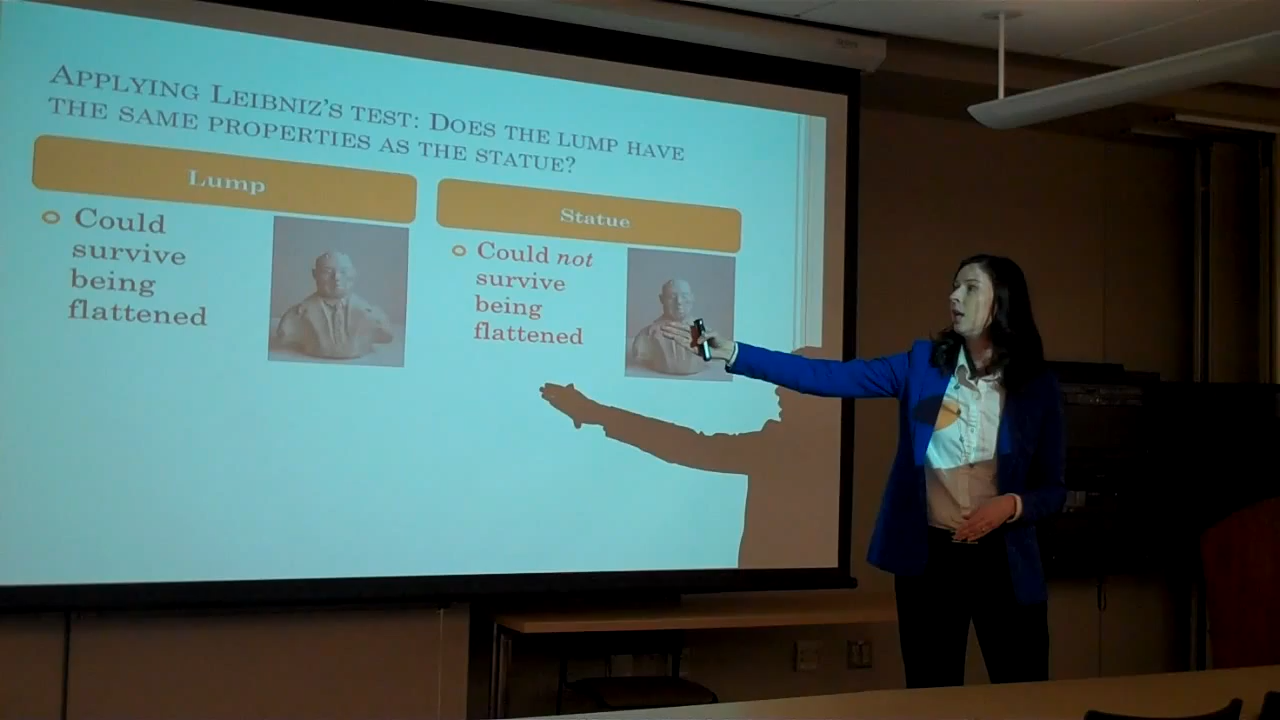 APPLYING LEIBNIZ'S TEST: DOES THE LUMP HAVE
THE SAME PROPERTIES AS THE STATUE?
Lump
Could
survive
being
flattened
Statue
Could not
survive
being
flattened